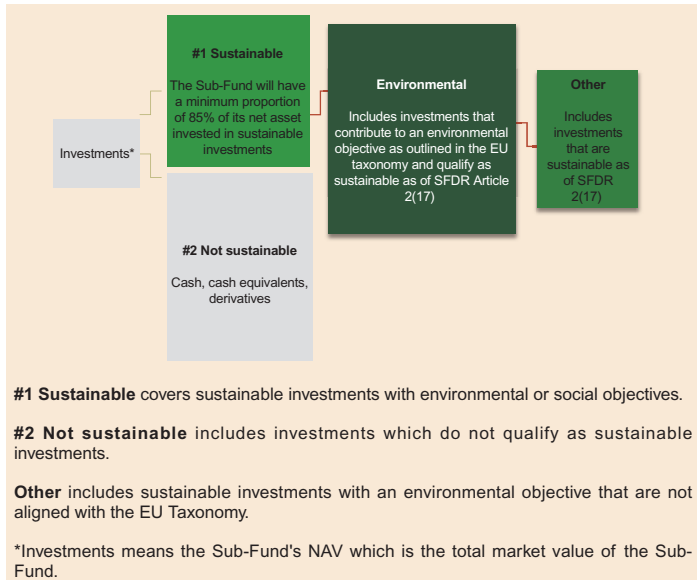 Investments*
#1 Sustainable
The Sub-Fund will have
a minimum proportion
of 85% of its net asset
invested in sustainable
investments
#2 Not sustainable
Cash, cash equivalents,
derivatives
Environmental
Includes investments that
contribute to an environmental
objective as outlined in the EU
taxonomy and qualify as
sustainable as of SFDR Article
2(17)
Other
Includes
investments
that are
sustainable as
of SFDR
2(17)
#1 Sustainable covers sustainable investments with environmental or social objectives.
#2 Not sustainable includes investments which do not qualify as sustainable
investments.
Other includes sustainable investments with an environmental objective that are not
aligned with the EU Taxonomy.
*Investments means the Sub-Fund's NAV which is the total market value of the Sub-
Fund.